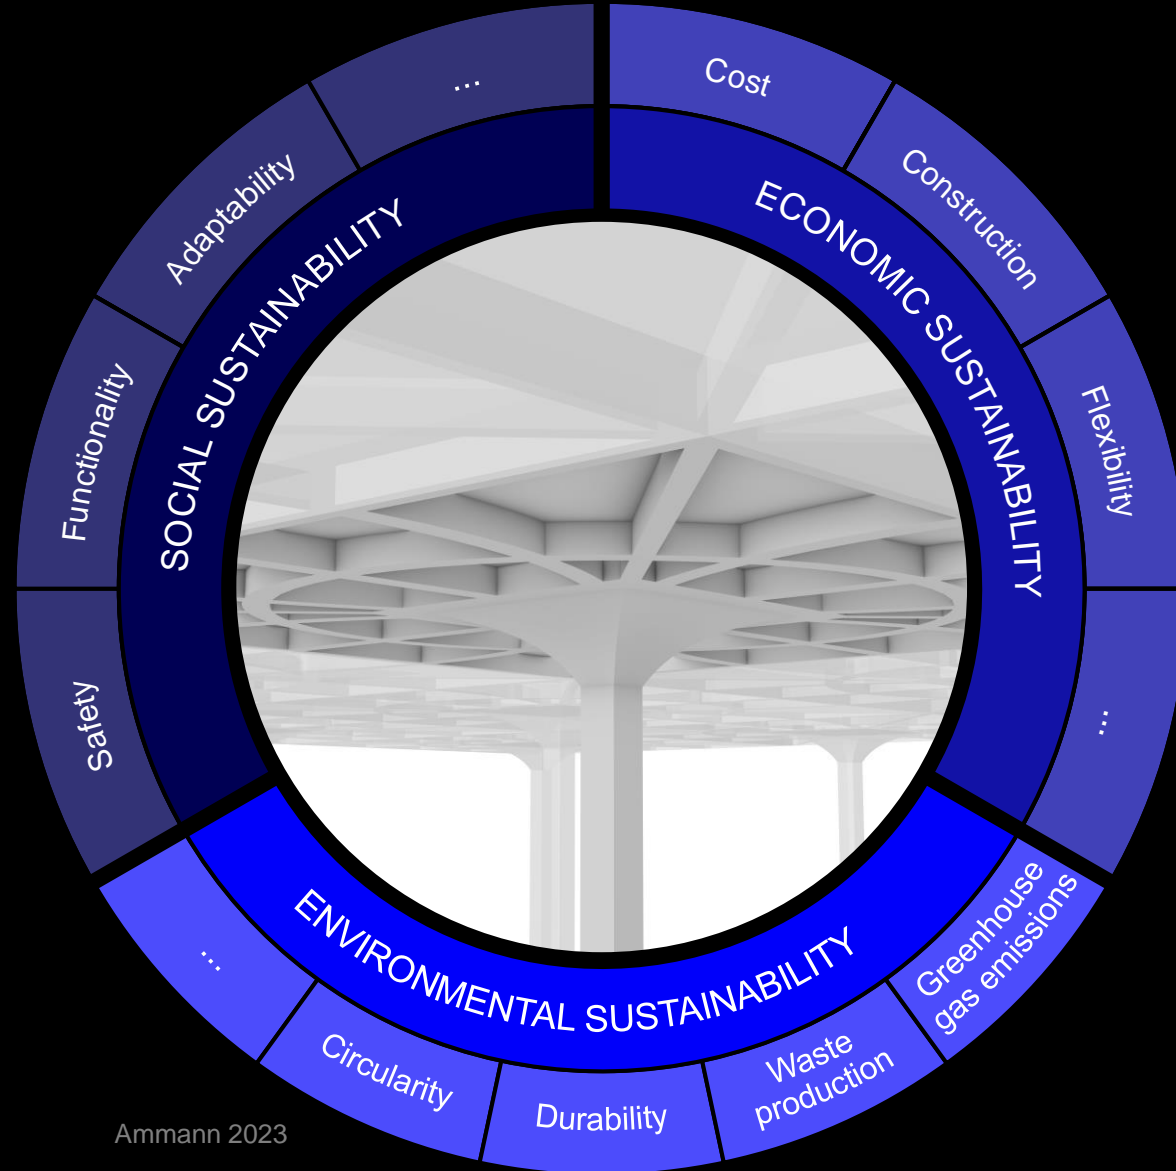 ...
Cost
Construction
Flexibility
...
Adaptability
Functionality
Safety
SOCIAL SUSTAINABILITY
ECONOMIC SUSTAINABILITY
ENVIRONMENTAL SUSTAINABILITY
Greenhouse
gas emissions
Waste
production
Durability
Circularity
...
Ammann 2023